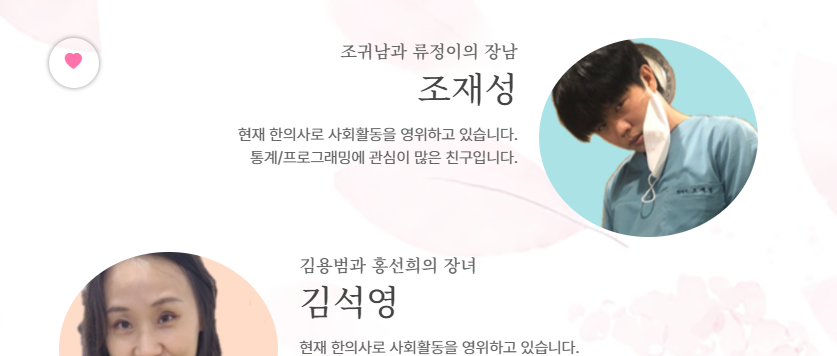 조귀남과 류정이의 장남
조재성
현재 한의사로 사회활동을 영위하고 있습니다.
통계/프로그래밍에 관심이 많은 친구입니다.
김용범과 홍선희의 장녀
김석영
현재 한의사로 사회활동을 영위하고 있습니다.